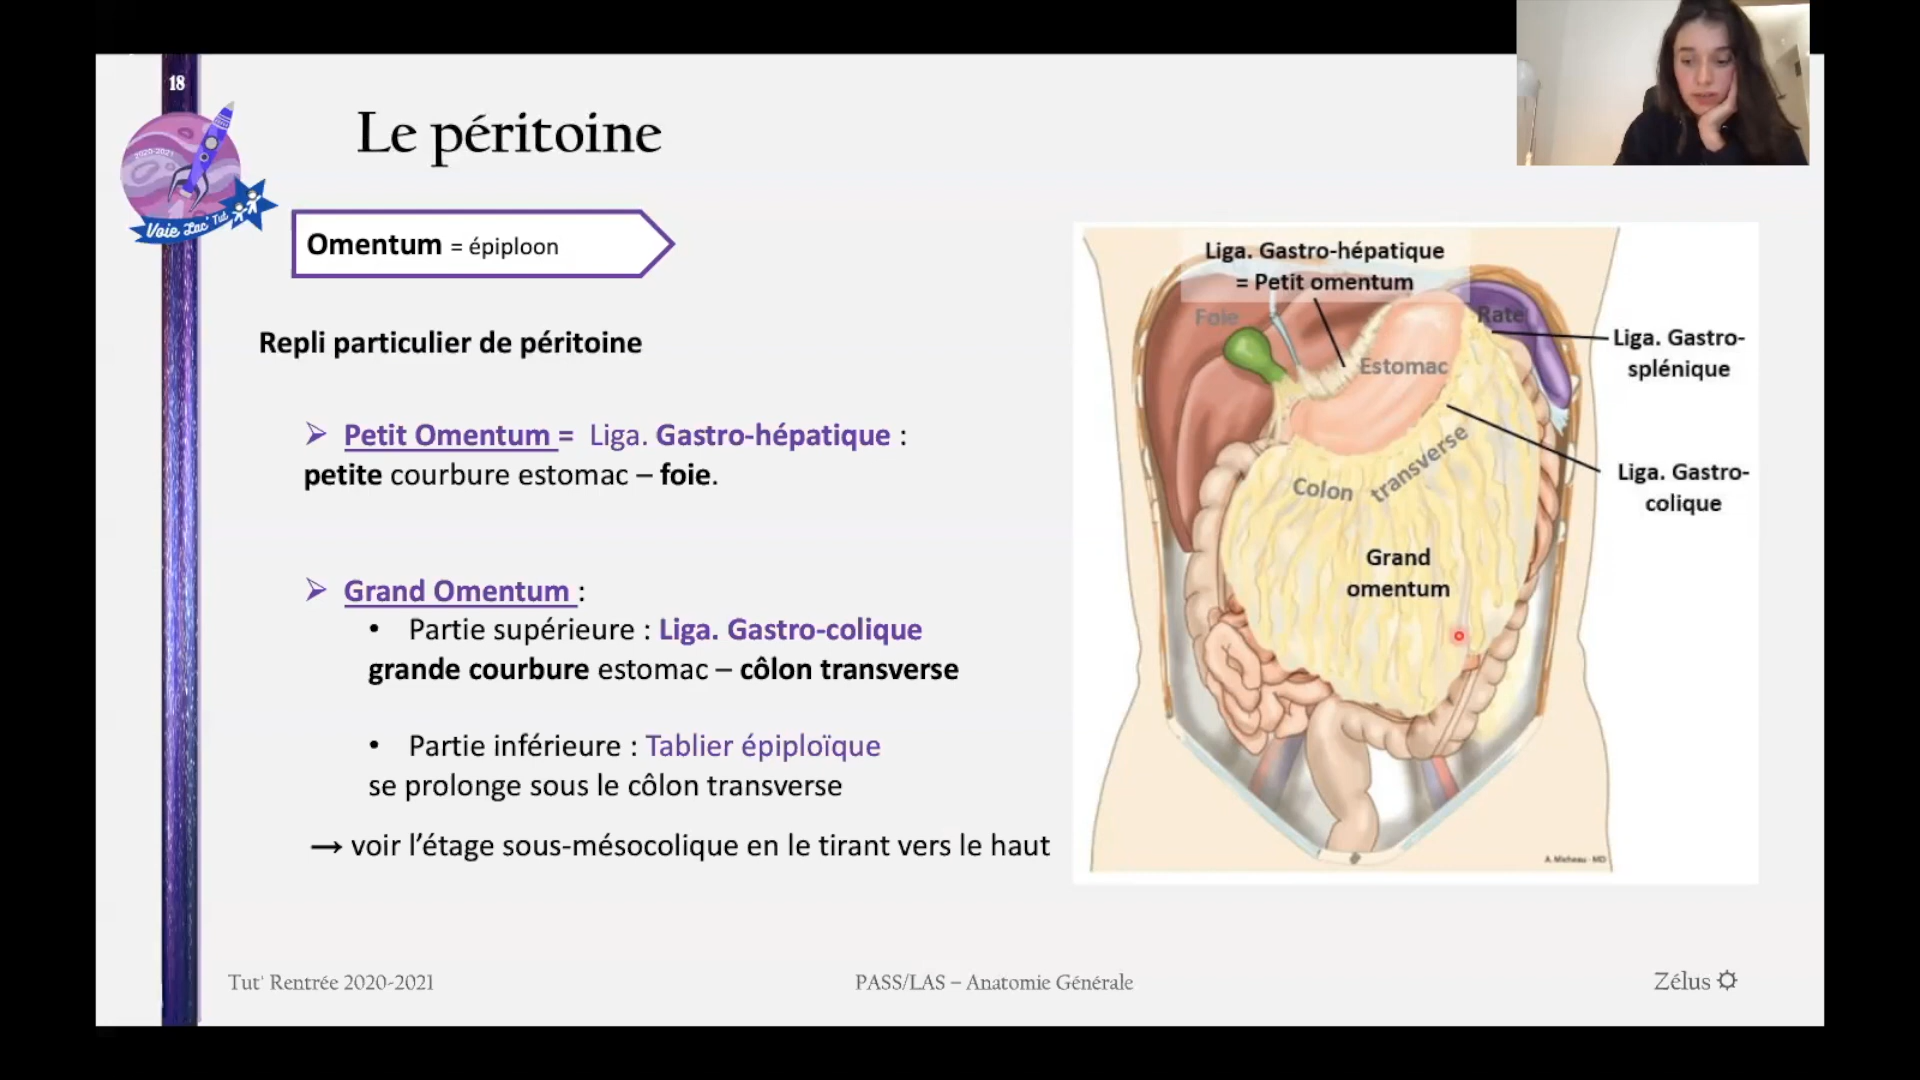 18
2020-2021
Voie Lac' Tut'
Le péritoine
Omentum = épiploon
Repli particulier de péritoine
Petit Omentum = Liga. Gastro-hépatique :
petite courbure estomac – foie.
Grand Omentum :
• Partie supérieure : Liga. Gastro-colique
grande courbure estomac – côlon transverse
• Partie inférieure : Tablier épiploïque
se prolonge sous le côlon transverse
→ voir l'étage sous-mésocolique en le tirant vers le haut
Liga. Gastro-hépatique
= Petit omentum
Foie
Rate
Estomac
Liga. Gastro-
splénique
Colon transverse
Liga. Gastro-
colique
Grand
omentum
A. Micheau - MD
Tut' Rentrée 2020-2021
PASS/LAS – Anatomie Générale
Zélus